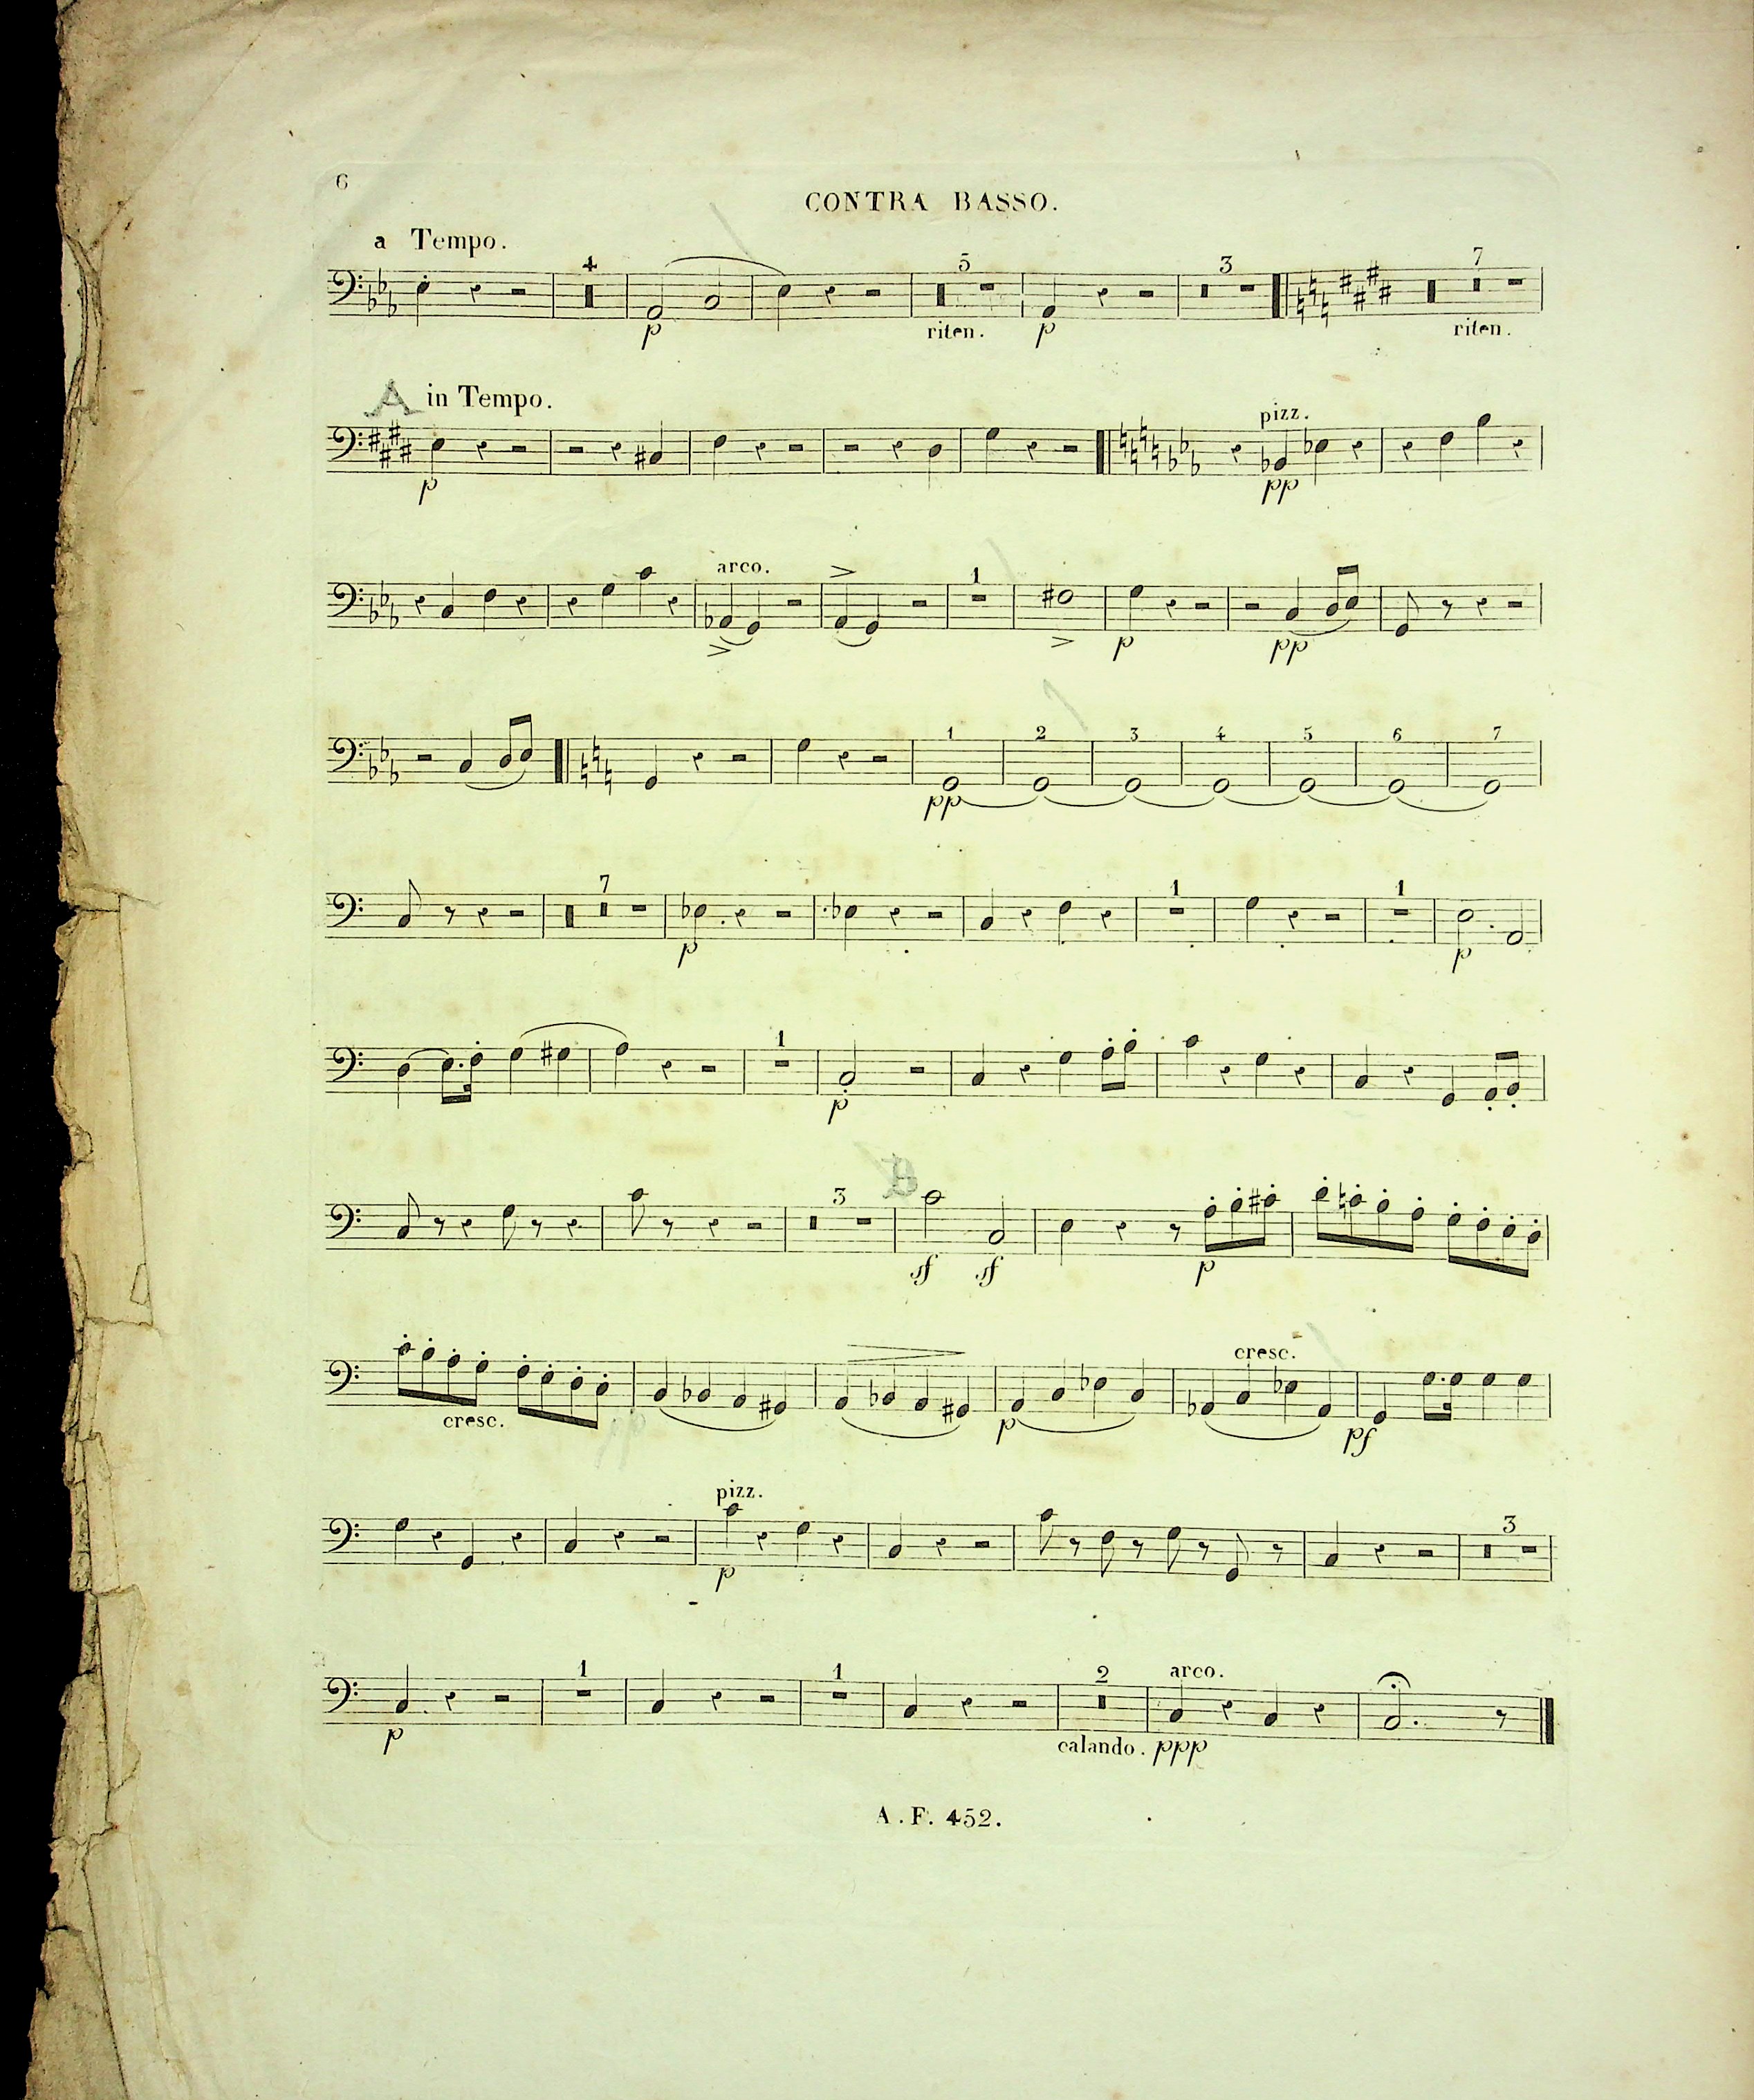 6
CONTRA BASSO.
a Tempo.
4 5 3 7
p riten. p riten.
A in Tempo.
pizz.
p pp
arco. 1
p pp
1 2 3 4 5 6 7
pp
7 1 1
p p
1
p
3
sf sf p
cresc.
cresc. p pf
pizz. 3
p
1 1 2 arco.
p calando. ppp
A. F. 452.